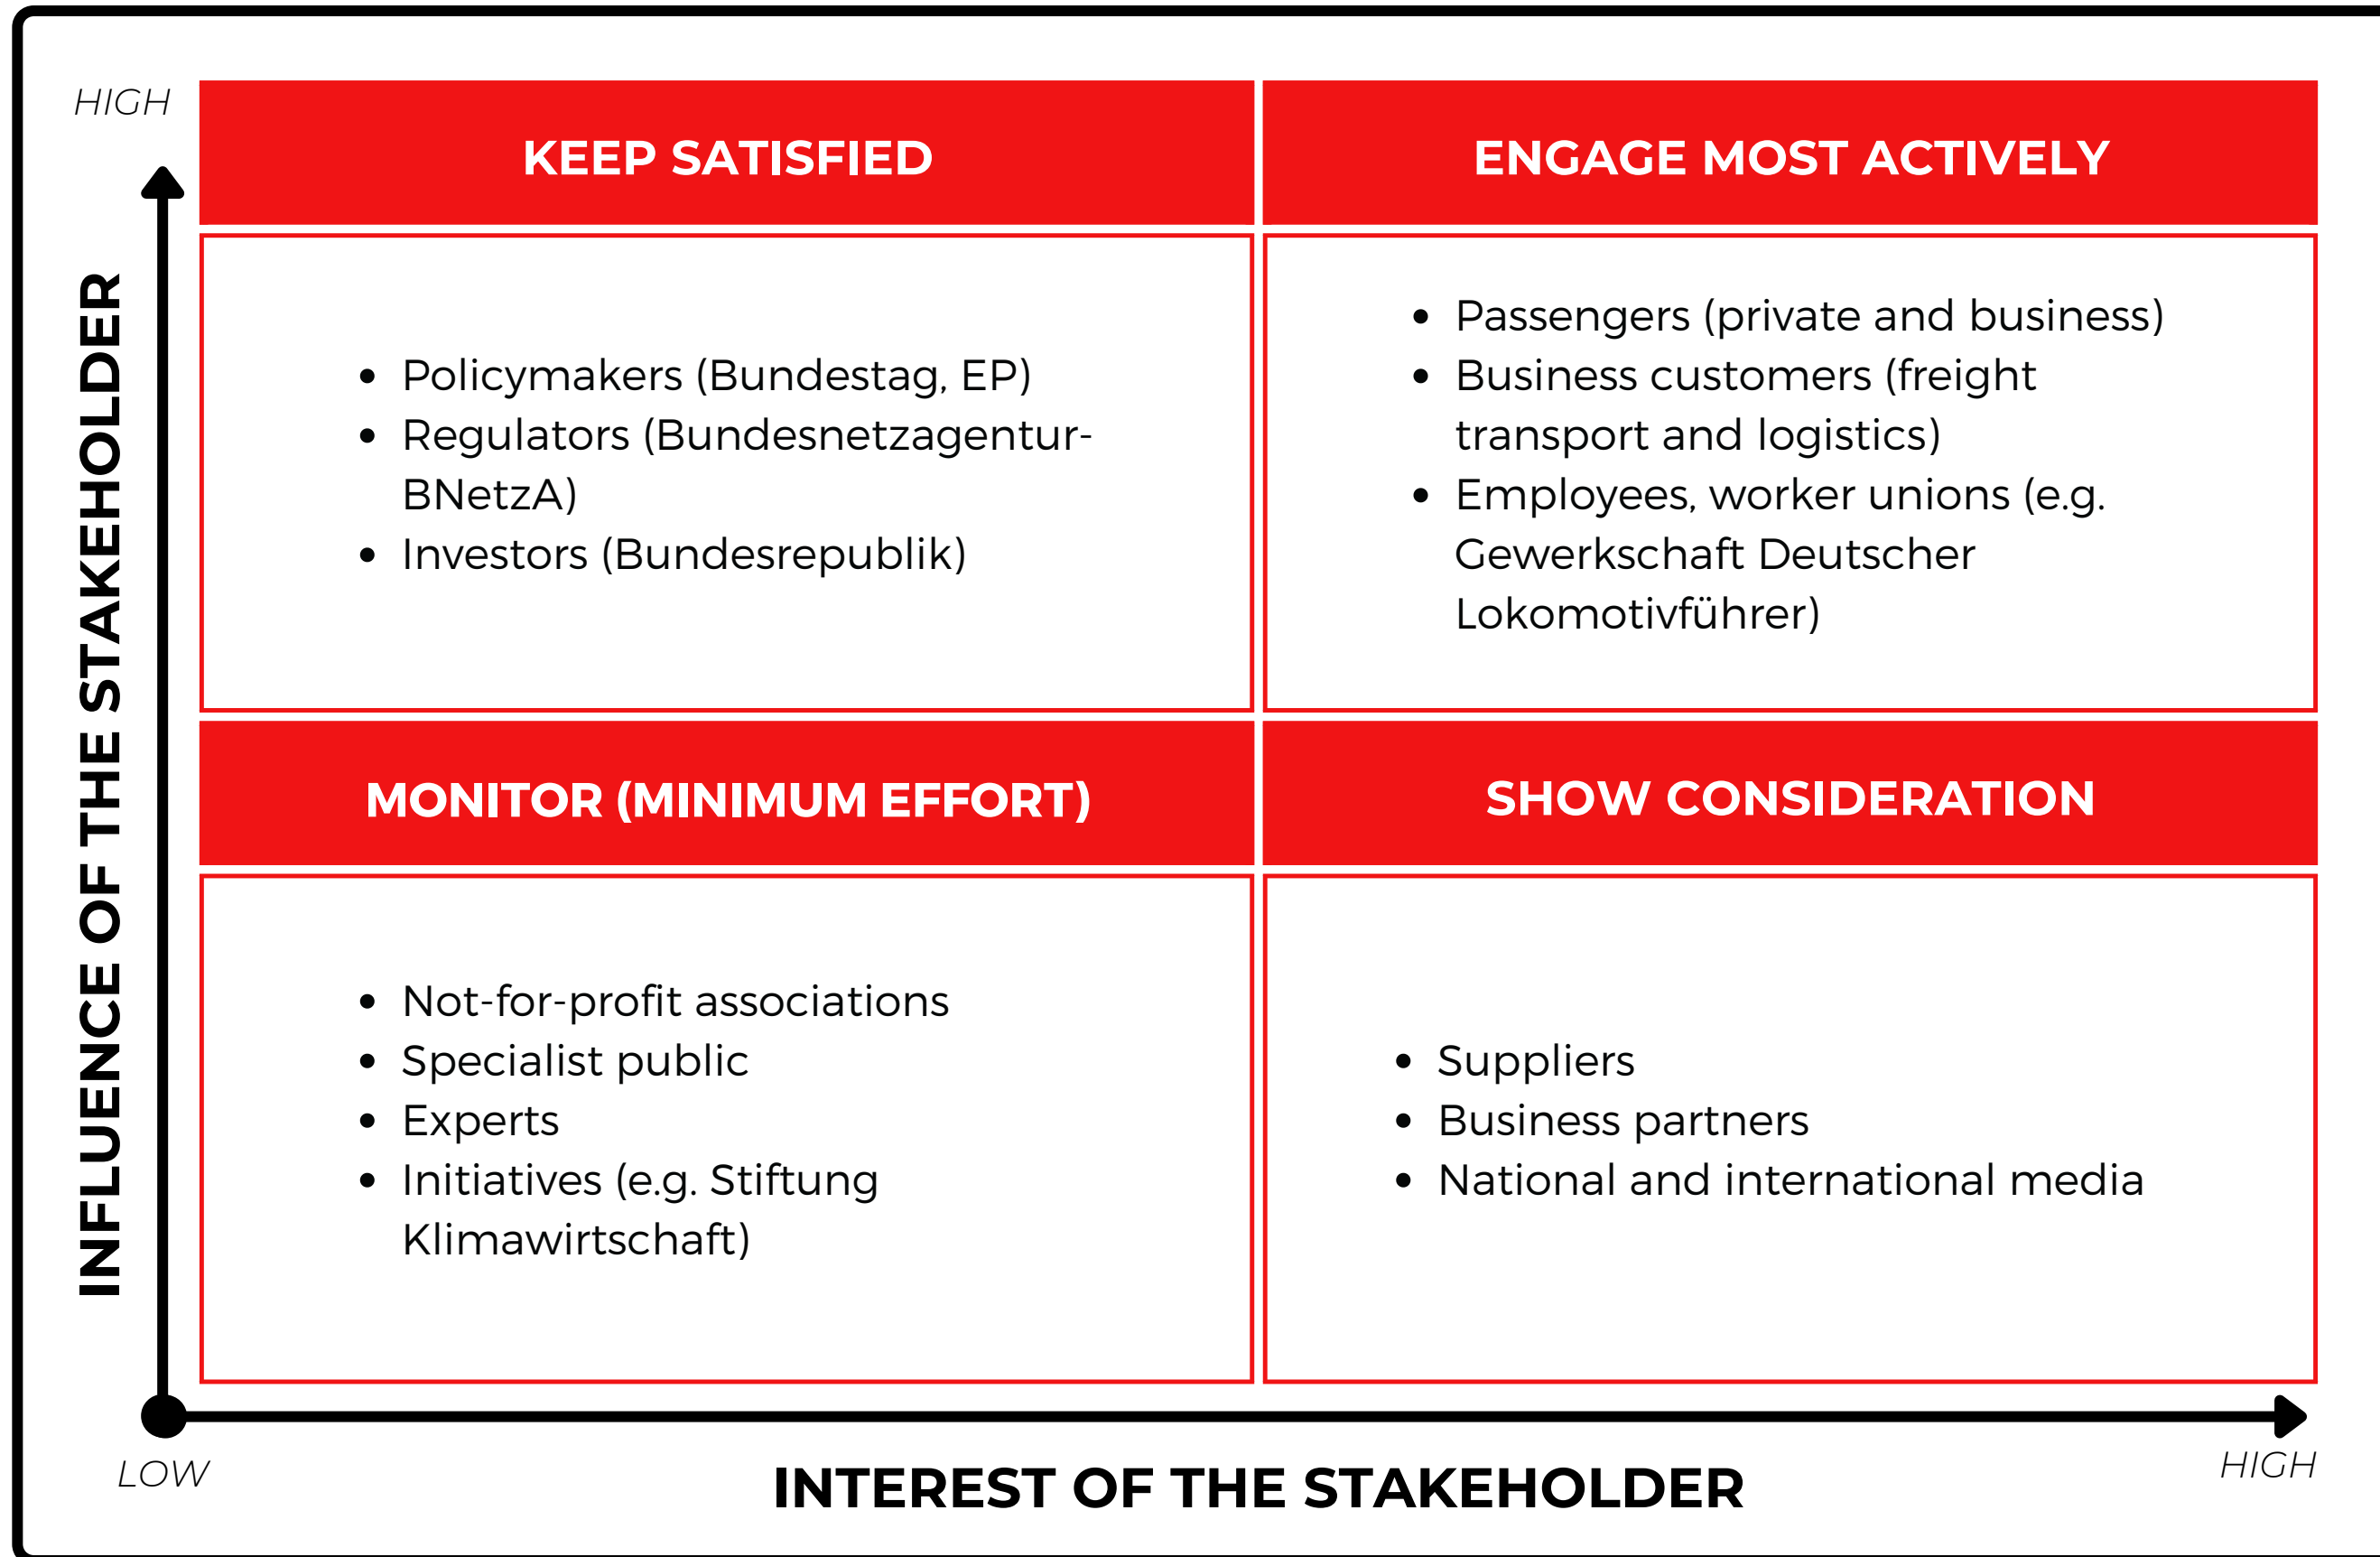 HIGH
INFLUENCE OF THE STAKEHOLDER
KEEP SATISFIED
• Policymakers (Bundestag, EP)
• Regulators (Bundesnetzagentur-
BNetzA)
• Investors (Bundesrepublik)
ENGAGE MOST ACTIVELY
• Passengers (private and business)
• Business customers (freight
transport and logistics)
• Employees, worker unions (e.g.
Gewerkschaft Deutscher
Lokomotivführer)
MONITOR (MINIMUM EFFORT)
• Not-for-profit associations
• Specialist public
• Experts
• Initiatives (e.g. Stiftung
Klimawirtschaft)
SHOW CONSIDERATION
• Suppliers
• Business partners
• National and international media
LOW
INTEREST OF THE STAKEHOLDER
HIGH